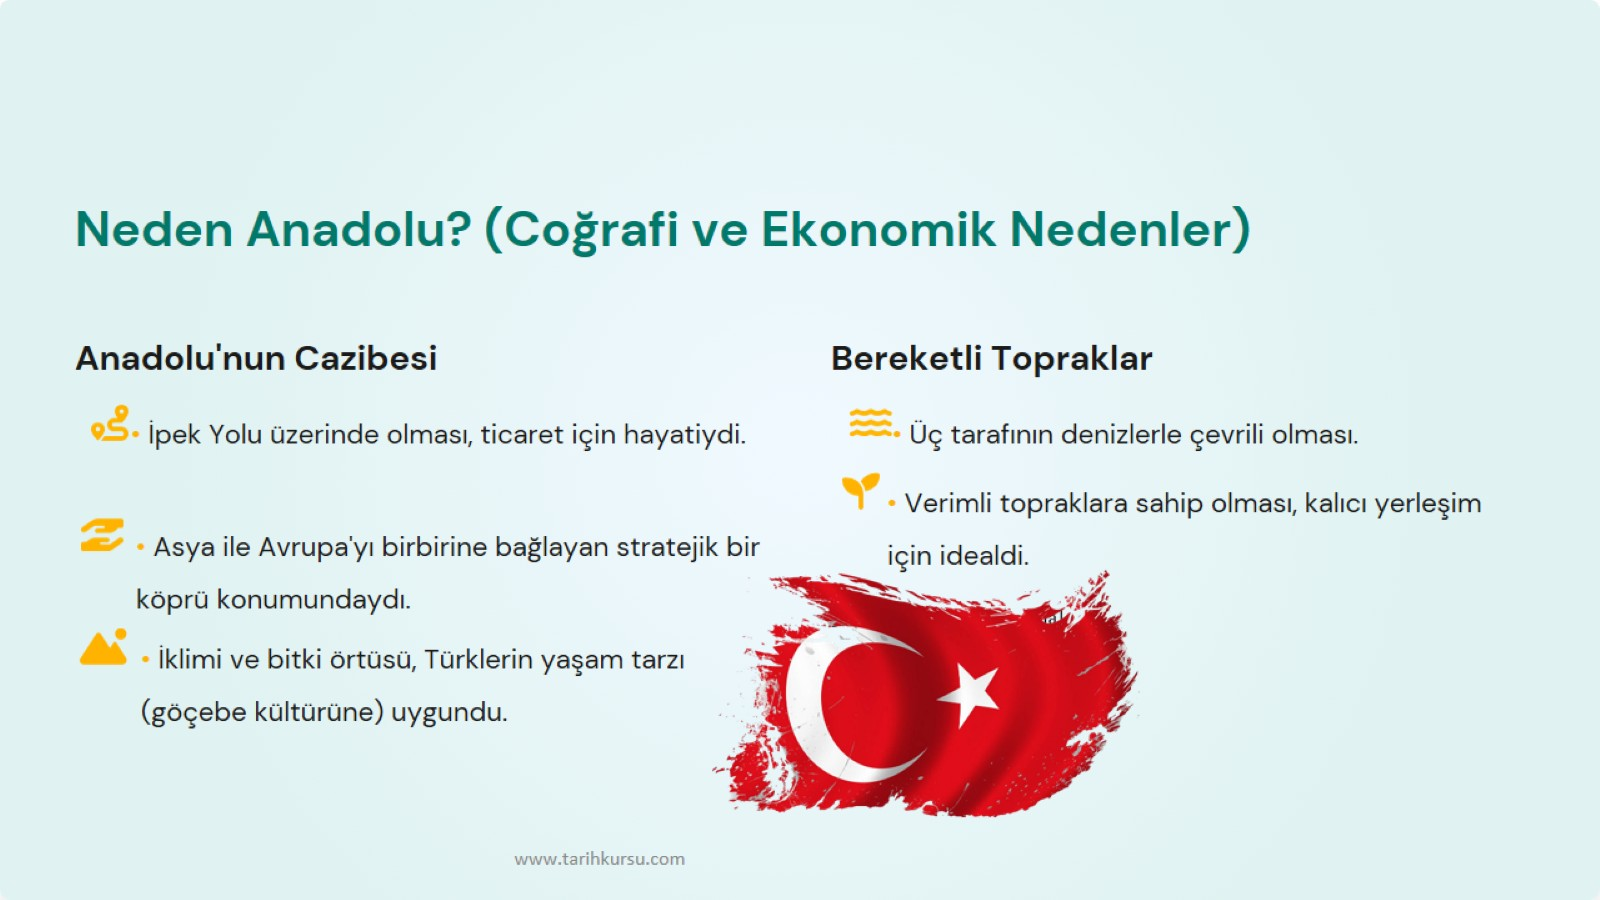 Neden Anadolu? (Coğrafi ve Ekonomik Nedenler)
Anadolu'nun Cazibesi
• İpek Yolu üzerinde olması, ticaret için hayatiydi.
• Asya ile Avrupa'yı birbirine bağlayan stratejik bir
köprü konumundaydı.
• İklimi ve bitki örtüsü, Türklerin yaşam tarzı
(göçebe kültürüne) uygundu.
Bereketli Topraklar
• Üç tarafının denizlerle çevrili olması.
• Verimli topraklara sahip olması, kalıcı yerleşim
için idealdi.
www.tarihkursu.com